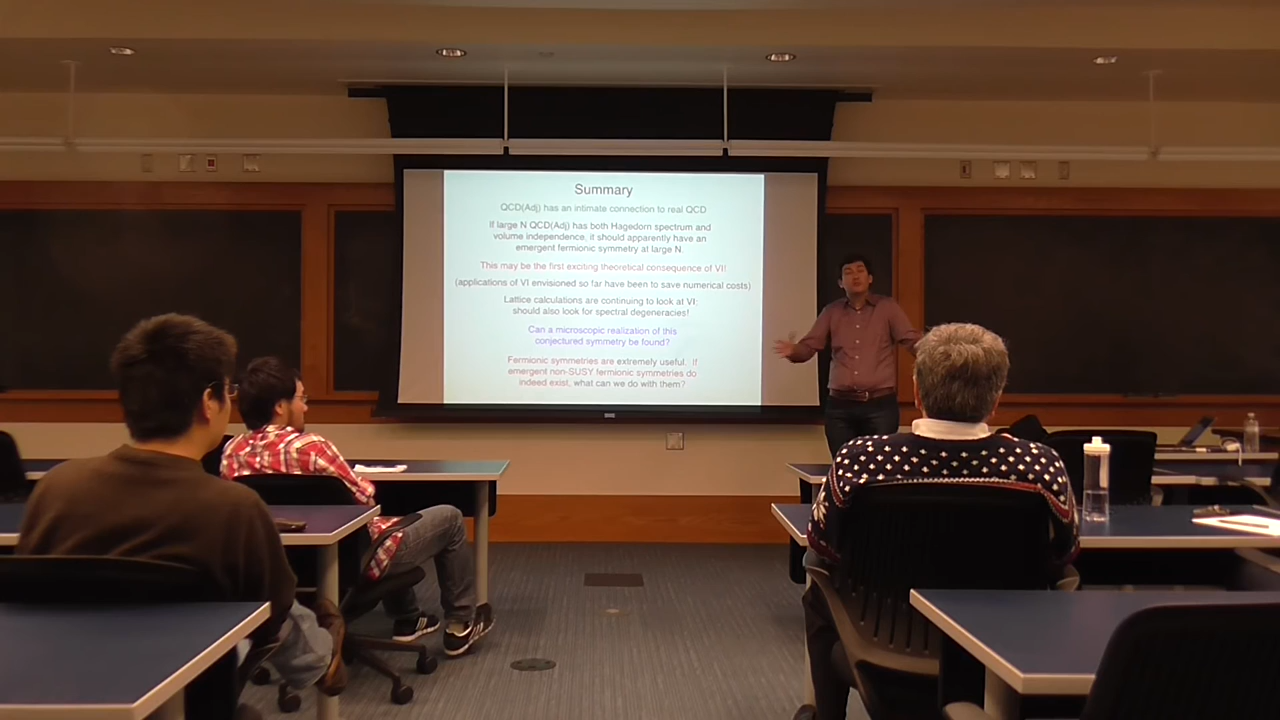 Summary
QCD(Adj) has an intimate connection to real QCD
If large N QCD(Adj) has both Hagedorn spectrum and
volume independence, it should apparently have an
emergent fermionic symmetry at large N.
This may be the first exciting theoretical consequence of VI!
(applications of VI envisioned so far have been to save numerical costs)
Lattice calculations are continuing to look at VI;
should also look for spectral degeneracies!
Can a microscopic realization of this
conjectured symmetry be found?
Fermionic symmetries are extremely useful. If
emergent non-SUSY fermionic symmetries do
indeed exist, what can we do with them?